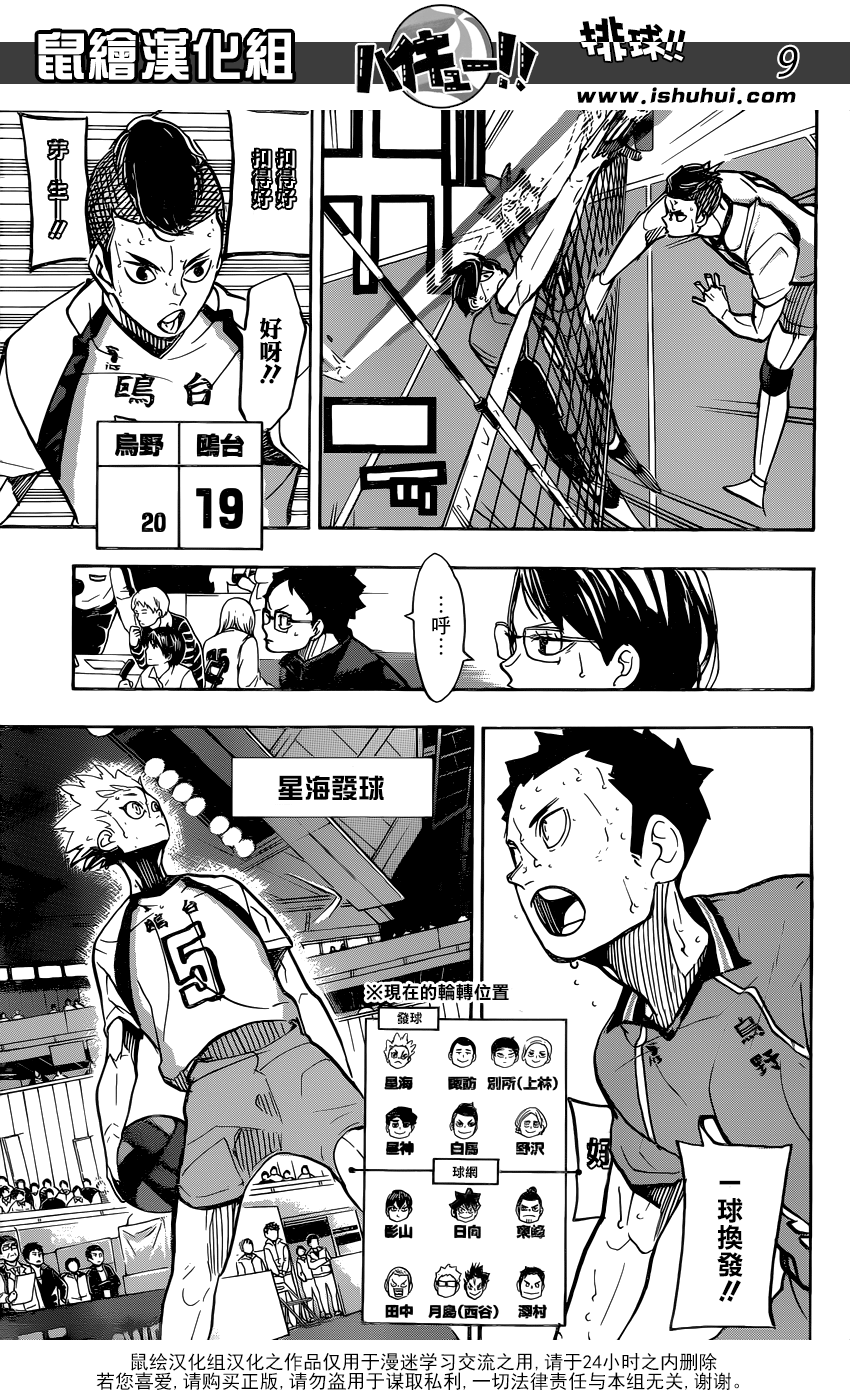 鼠繪漢化組
ハイキュー!!
排球!!
9
www.ishuhui.com
扣得好
扣得好
芽生!!
好呀!!
鷗台
烏野
鷗台
20
19
…呼…
星海發球
鷗台
5
烏野
好
一球換發!!
※現在的輪轉位置
發球
星海
諏訪
別所(上林)
星神
白馬
野沢
球網
影山
日向
東峰
田中
月島(西谷)
澤村
鼠绘汉化组汉化之作品仅用于漫迷学习交流之用, 请于24小时之内删除
若您喜爱, 请购买正版, 请勿盗用于谋取私利, 一切法律责任与本组无关, 谢谢。